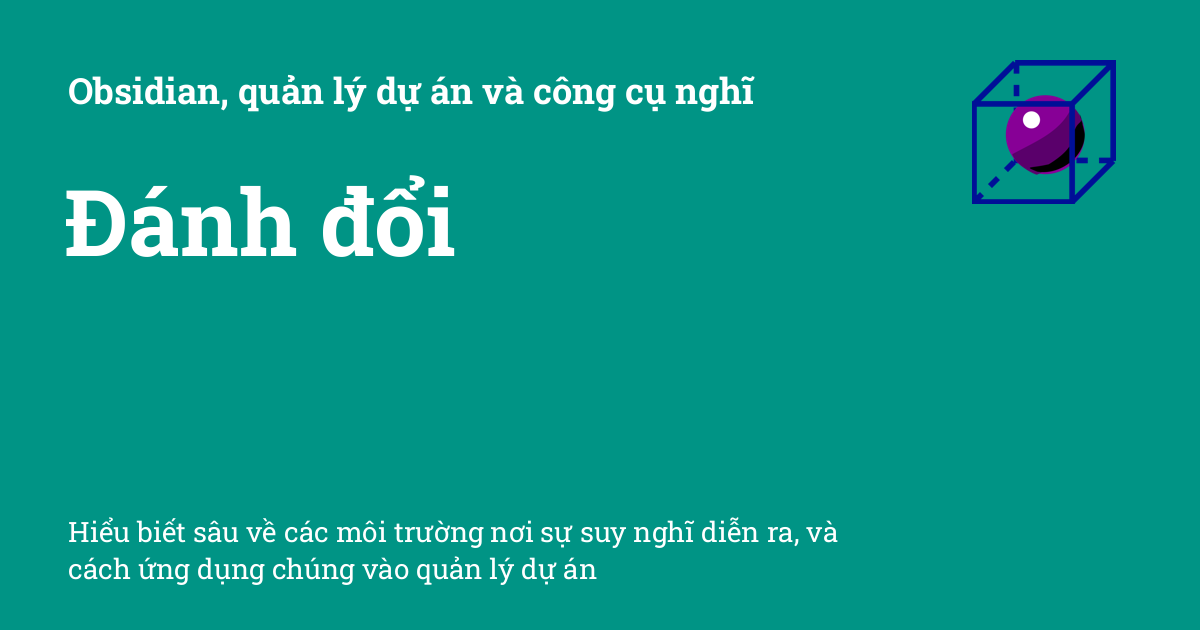 Obsidian, quản lý dự án và công cụ nghĩ
Đánh đổi
Hiểu biết sâu về các môi trường nơi sự suy nghĩ diễn ra, và
cách ứng dụng chúng vào quản lý dự án